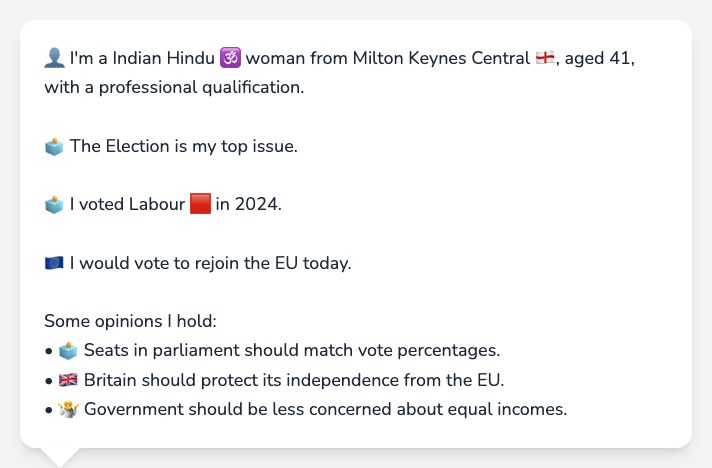 👤 I'm a Indian Hindu 🕉 woman from Milton Keynes Central 🏴󠁧󠁢󠁥󠁮󠁧󠁿, aged 41,
with a professional qualification.
🗳 The Election is my top issue.
🗳 I voted Labour 🟥 in 2024.
🇪🇺 I would vote to rejoin the EU today.
Some opinions I hold:
• 🗳 Seats in parliament should match vote percentages.
• 🇬🇧 Britain should protect its independence from the EU.
• 🤷‍♀️ Government should be less concerned about equal incomes.